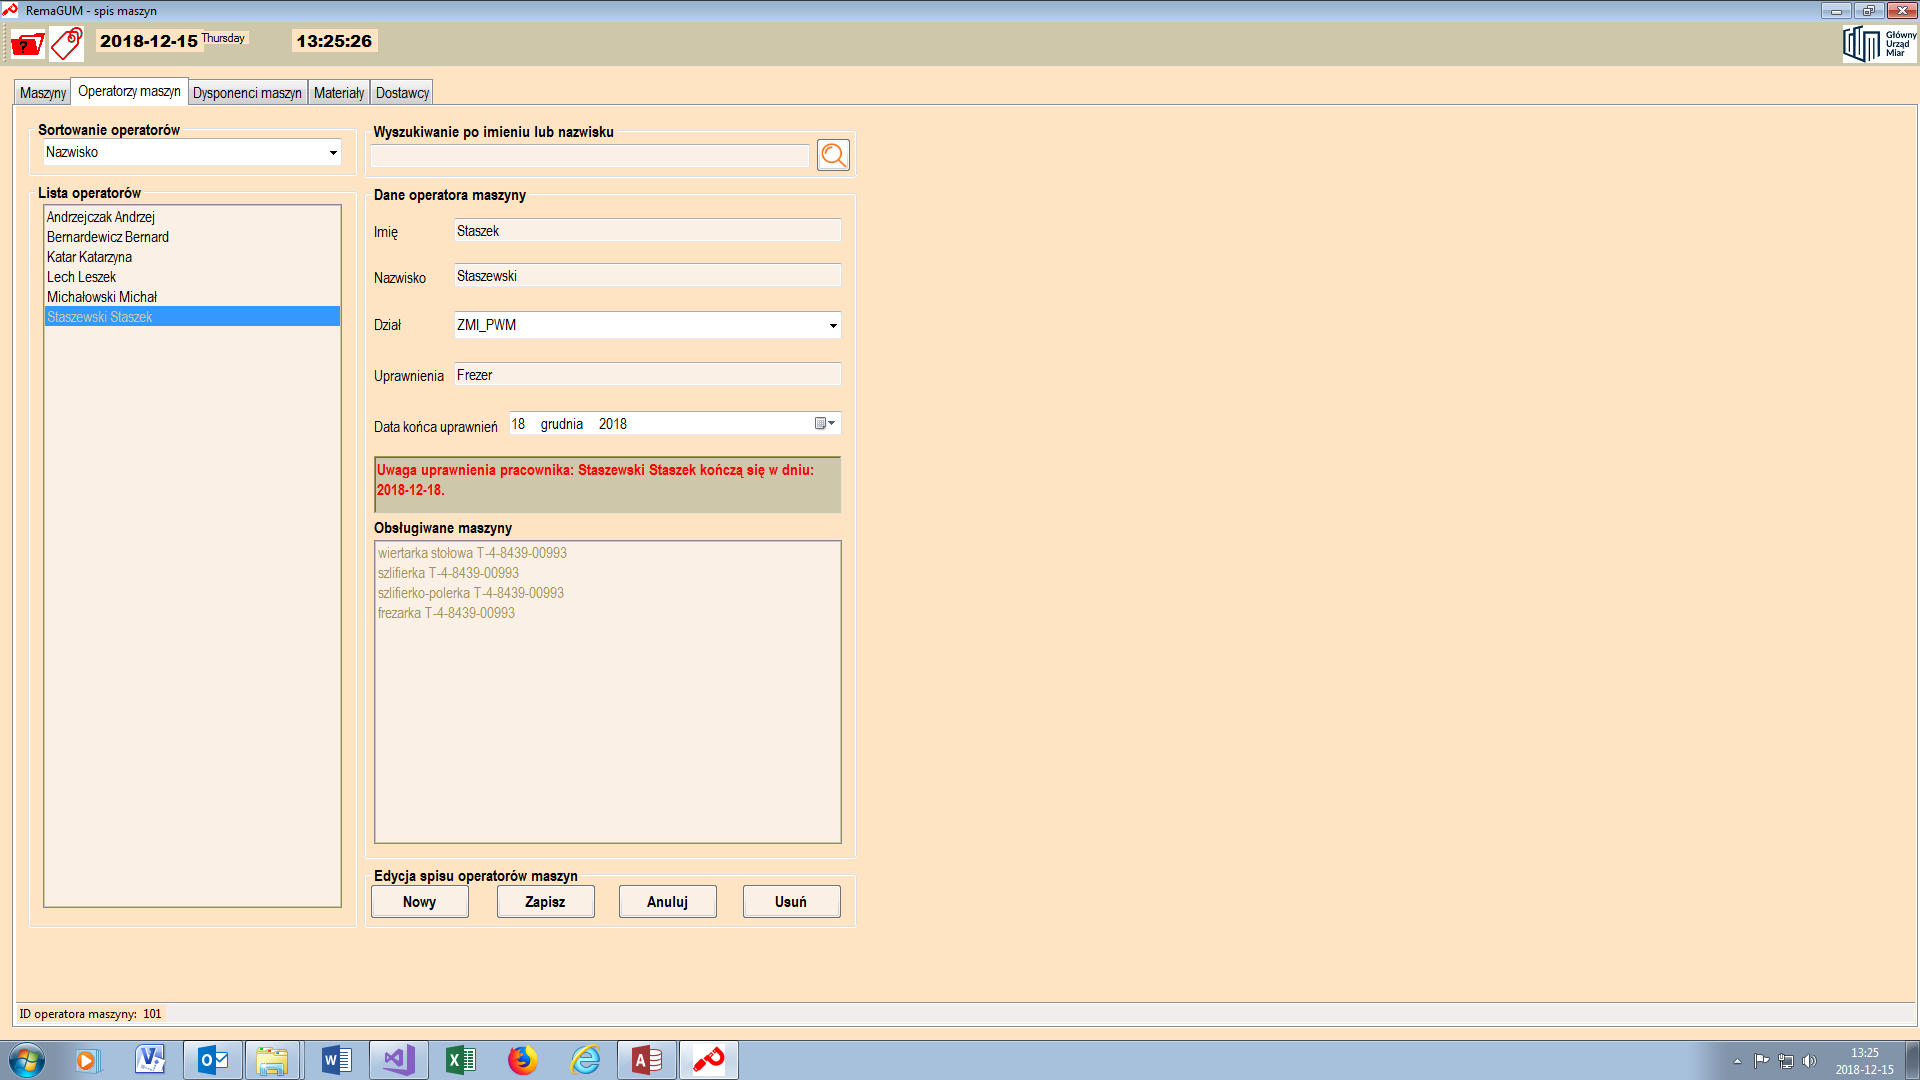 RemaGUM - spis maszyn
2018-12-15 Thursday 13:25:26
Główny
Urząd
Miar
Maszyny Operatorzy maszyn Dysponenci maszyn Materiały Dostawcy
Sortowanie operatorów
Nazwisko
Lista operatorów
Andrzejczak Andrzej
Bernardewicz Bernard
Katar Katarzyna
Lech Leszek
Michałowski Michał
Staszewski Staszek
Wyszukiwanie po imieniu lub nazwisku
Dane operatora maszyny
Imię Staszek
Nazwisko Staszewski
Dział ZMI_PWM
Uprawnienia Frezer
Data końca uprawnień 18 grudnia 2018
Uwaga uprawnienia pracownika: Staszewski Staszek kończą się w dniu:
2018-12-18.
Obsługiwane maszyny
wiertarka stołowa T-4-8439-00993
szlifierka T-4-8439-00993
szlifierko-polerka T-4-8439-00993
frezarka T-4-8439-00993
Edycja spisu operatorów maszyn
Nowy Zapisz Anuluj Usuń
ID operatora maszyny: 101
13:25
2018-12-15